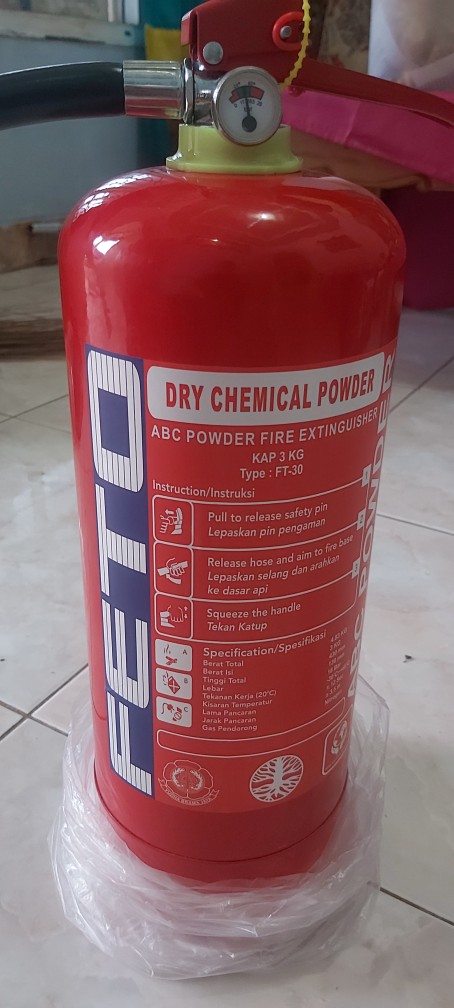 FETO
DRY CHEMICAL POWDER
ABC POWDER FIRE EXTINGUISHER
KAP 3 KG
Type : FT-30
Instruction/Instruksi
Pull to release safety pin
Lepaskan pin pengaman
Release hose and aim to fire base
Lepaskan selang dan arahkan
ke dasar api
Squeeze the handle
Tekan Katup
Specification/Spesifikasi
Berat Total
Berat Isi
Tinggi Total
Lebar
Tekanan Kerja (20°C)
Kisaran Temperatur
Lama Pancaran
Jarak Pancaran
Gas Pendorong
A
B
C
ABC POWDER